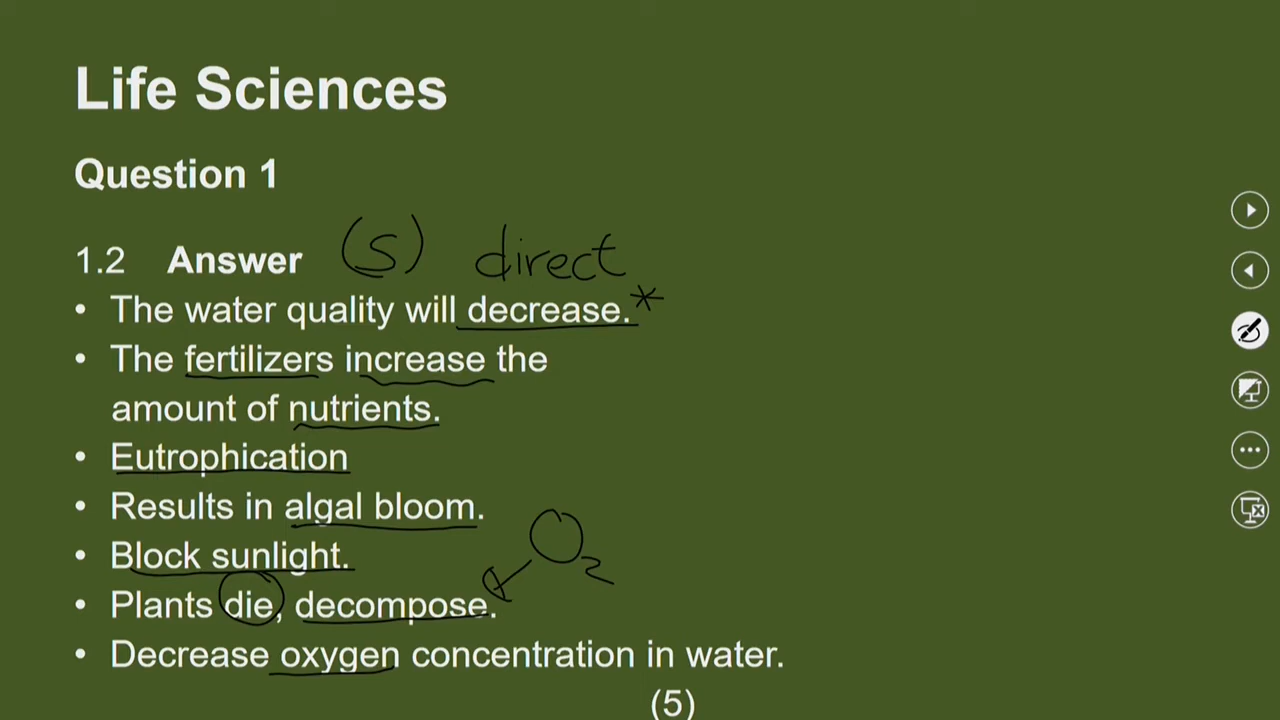 Life Sciences
Question 1
1.2 Answer (5) direct
• The water quality will decrease.*
• The fertilizers increase the
amount of nutrients.
• Eutrophication
• Results in algal bloom.
• Block sunlight.
O2
• Plants die, decompose.
• Decrease oxygen concentration in water.
(5)